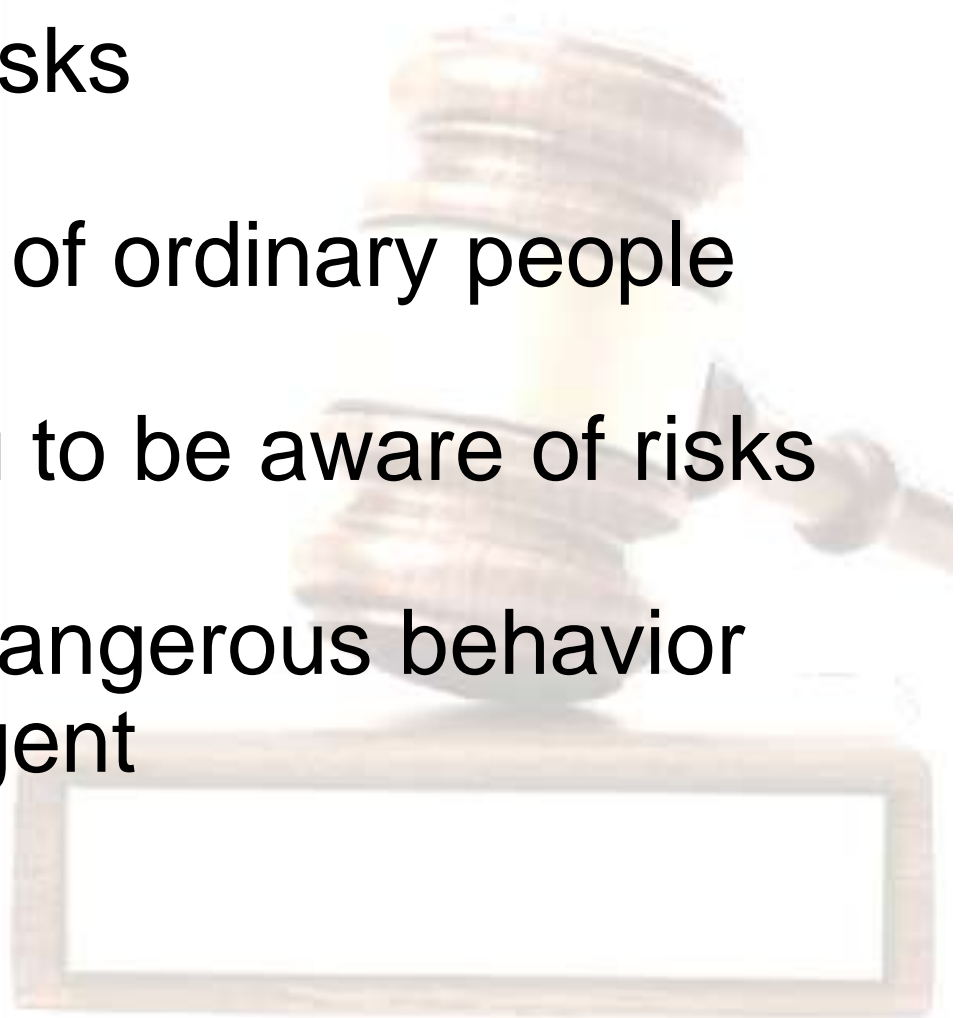 sks
of ordinary people
to be aware of risks
angerous behavior
gent